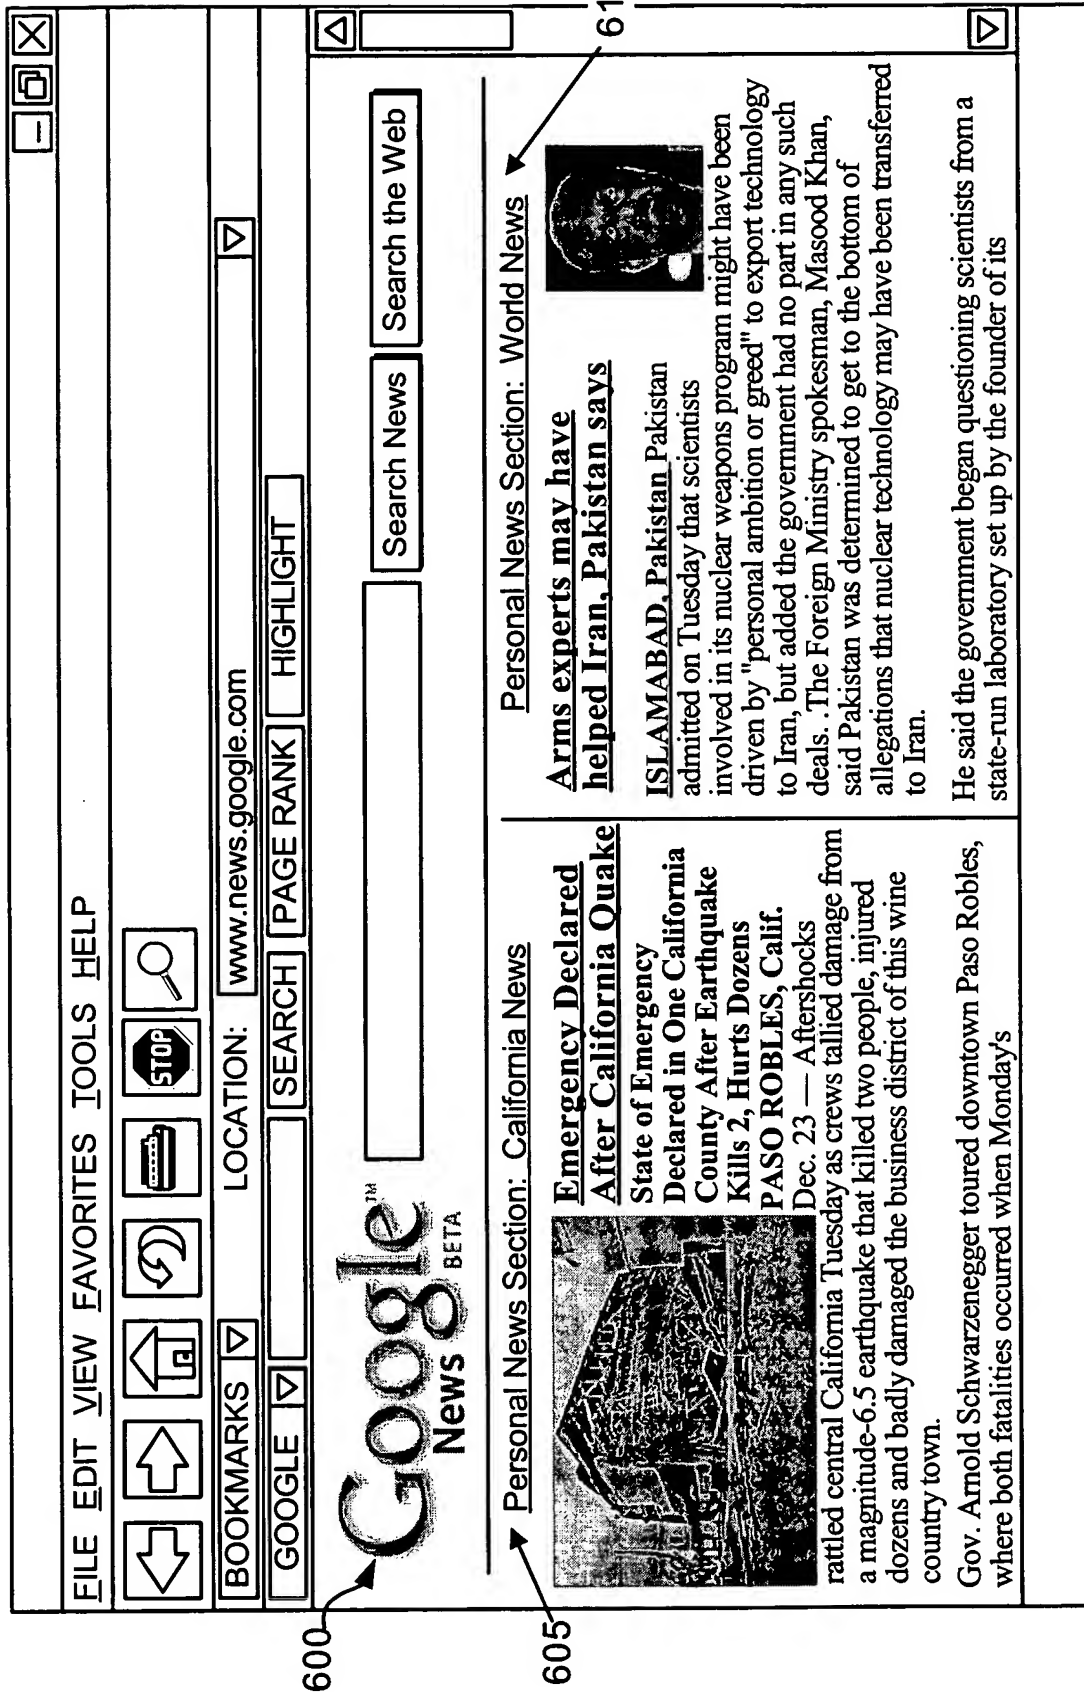 FILE EDIT VIEW FAVORITES TOOLS HELP
STOP
BOOKMARKS LOCATION: www.news.google.com
GOOGLE SEARCH PAGE RANK HIGHLIGHT
600
Google™
News BETA
Search News Search the Web
605
Personal News Section: California News
Emergency Declared
After California Quake
State of Emergency
Declared in One California
County After Earthquake
Kills 2, Hurts Dozens
PASO ROBLES, Calif.
Dec. 23 — Aftershocks
rattled central California Tuesday as crews tallied damage from
a magnitude-6.5 earthquake that killed two people, injured
dozens and badly damaged the business district of this wine
country town.
Gov. Arnold Schwarzenegger toured downtown Paso Robles,
where both fatalities occurred when Monday's
61
Personal News Section: World News
Arms experts may have
helped Iran, Pakistan says
ISLAMABAD, Pakistan Pakistan
admitted on Tuesday that scientists
involved in its nuclear weapons program might have been
driven by "personal ambition or greed" to export technology
to Iran, but added the government had no part in any such
deals. .The Foreign Ministry spokesman, Masood Khan,
said Pakistan was determined to get to the bottom of
allegations that nuclear technology may have been transferred
to Iran.
He said the government began questioning scientists from a
state-run laboratory set up by the founder of its